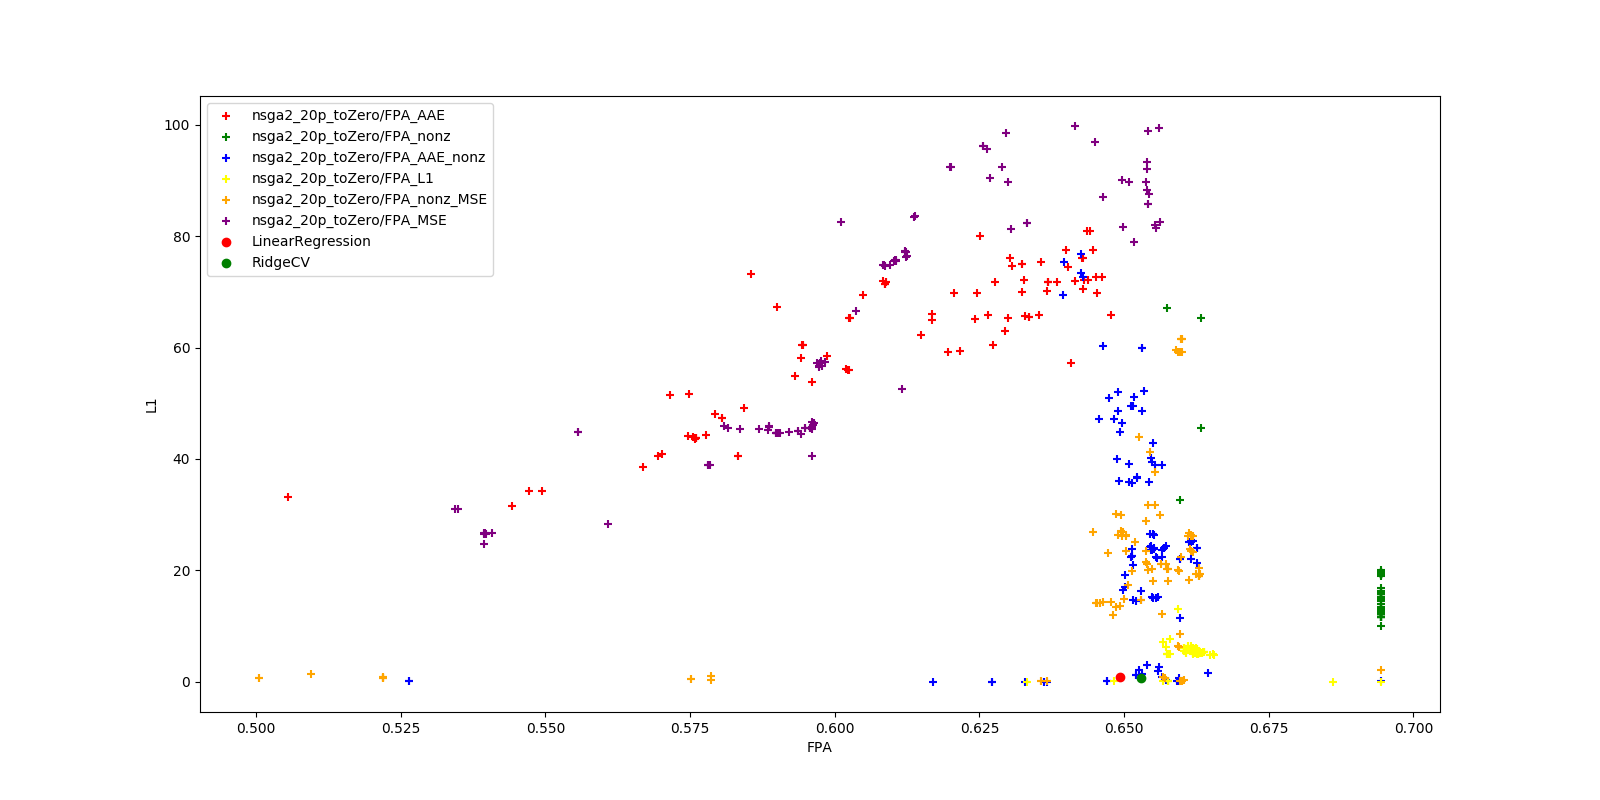 nsga2_20p_toZero/FPA_AAE
nsga2_20p_toZero/FPA_nonz
nsga2_20p_toZero/FPA_AAE_nonz
nsga2_20p_toZero/FPA_L1
nsga2_20p_toZero/FPA_nonz_MSE
nsga2_20p_toZero/FPA_MSE
LinearRegression
RidgeCV
100
80
60
40
20
0
L1
0.500 0.525 0.550 0.575 0.600 0.625 0.650 0.675 0.700
FPA